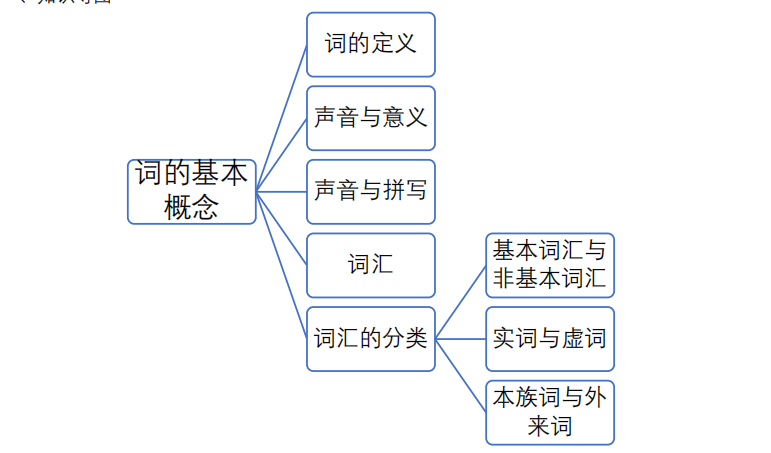 词的定义
声音与意义
声音与拼写
词的基本
概念
词汇
基本词汇与
非基本词汇
词汇的分类
实词与虚词
本族词与外
来词